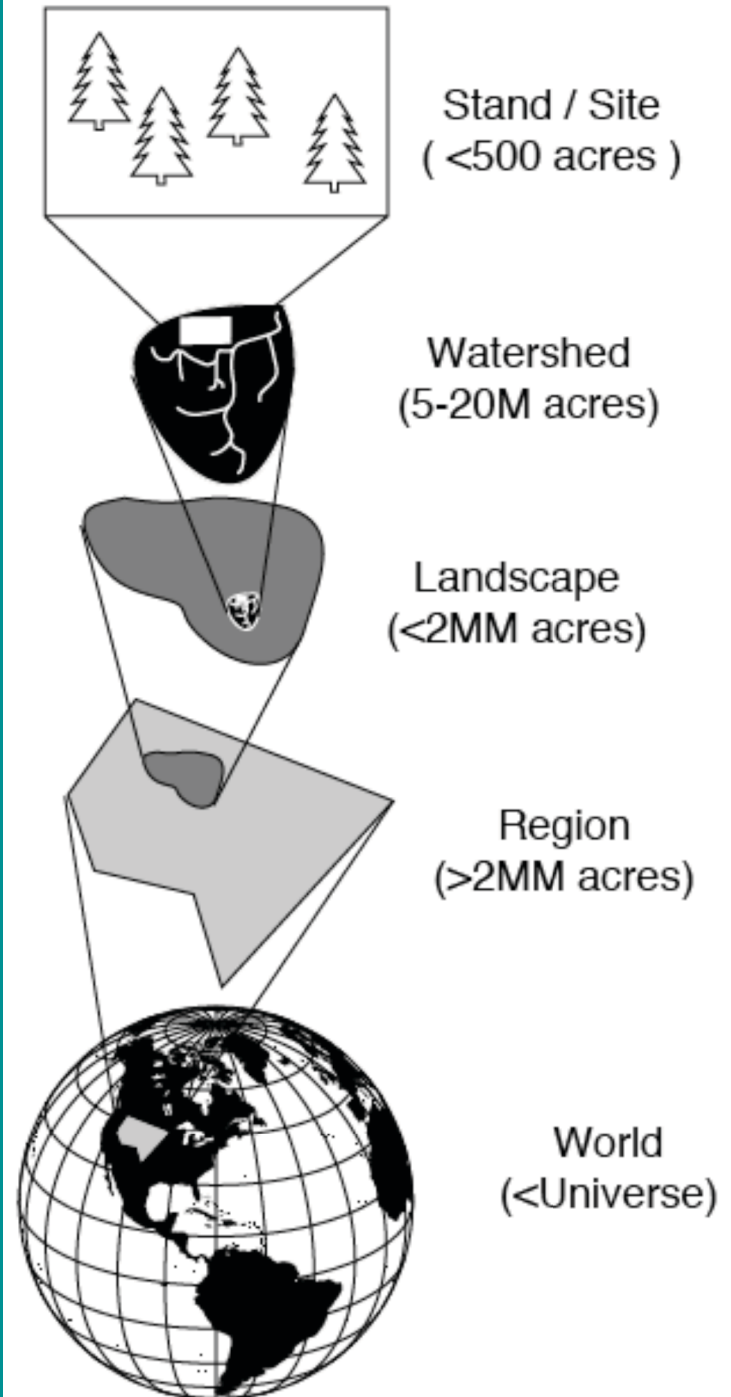 Stand / Site
( <500 acres )
Watershed
(5-20M acres)
Landscape
(<2MM acres)
Region
(>2MM acres)
World
(<Universe)